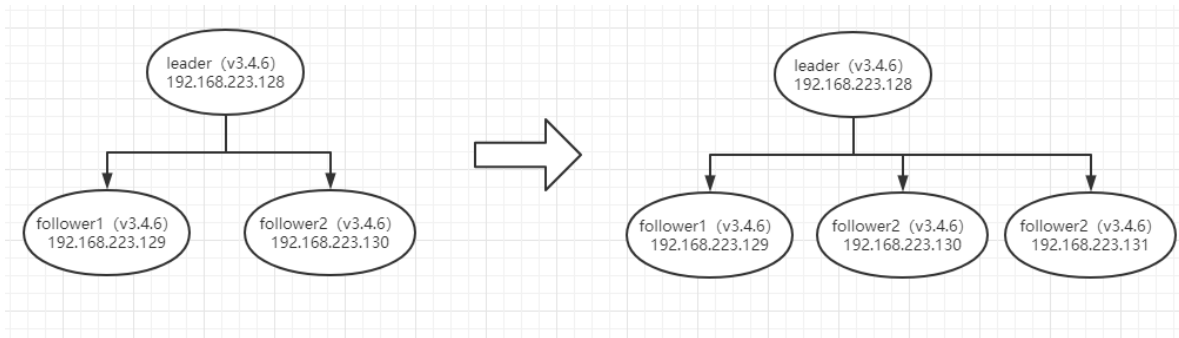 leader（v3.4.6)
192.168.223.128
follower1（v3.4.6)
192.168.223.129
follower2（v3.4.6)
192.168.223.130
leader（v3.4.6)
192.168.223.128
follower1（v3.4.6)
192.168.223.129
follower2（v3.4.6)
192.168.223.130
follower2（v3.4.6)
192.168.223.131